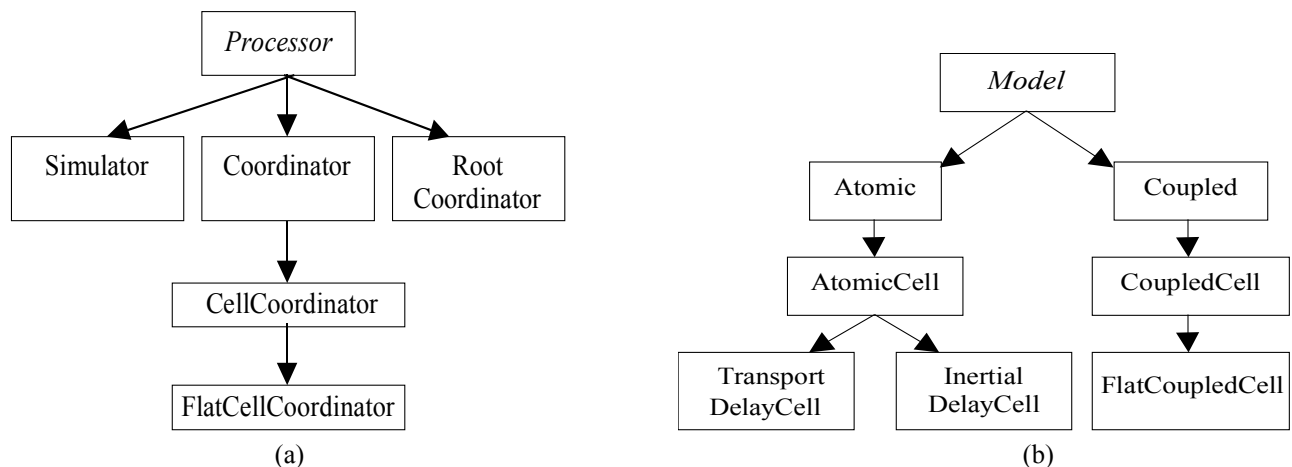 Processor
Simulator
Coordinator
Root
Coordinator
CellCoordinator
FlatCellCoordinator
(a)
Model
Atomic
Coupled
AtomicCell
CoupledCell
Transport
DelayCell
Inertial
DelayCell
FlatCoupledCell
(b)